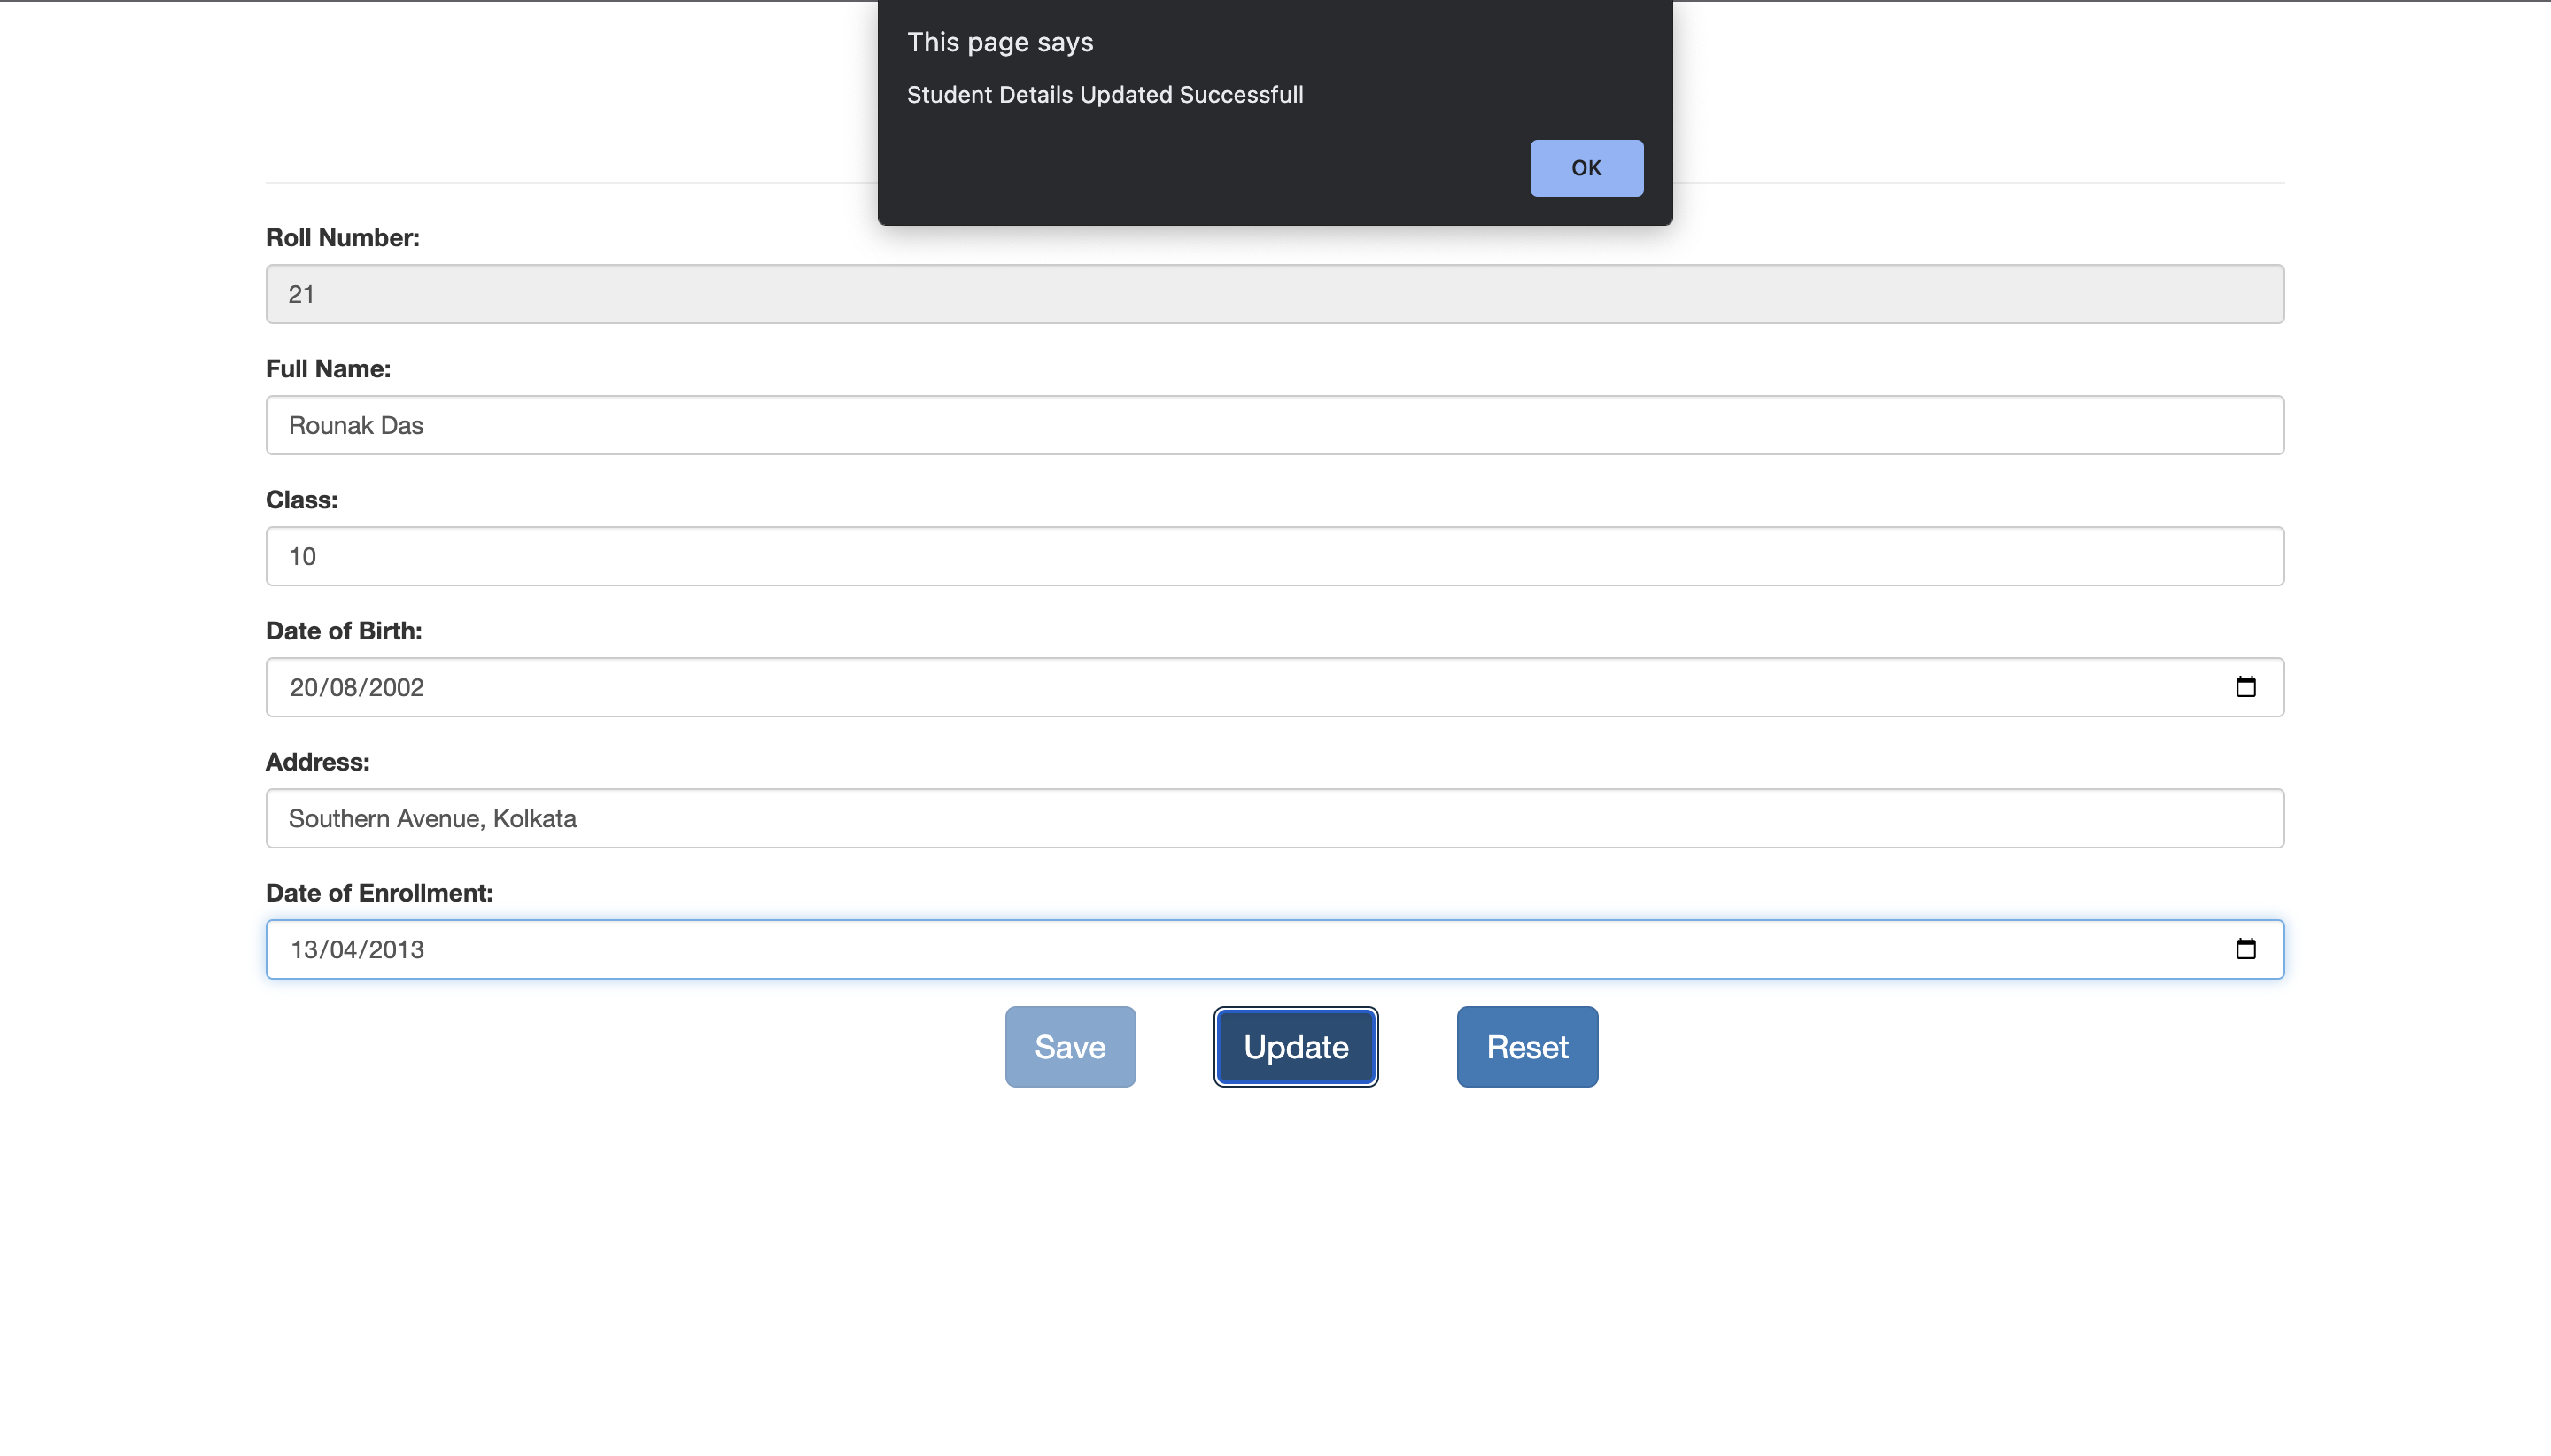 This page says
Student Details Updated Successfull
OK
Roll Number:
21
Full Name:
Rounak Das
Class:
10
Date of Birth:
20/08/2002
Address:
Southern Avenue, Kolkata
Date of Enrollment:
13/04/2013
Save Update Reset